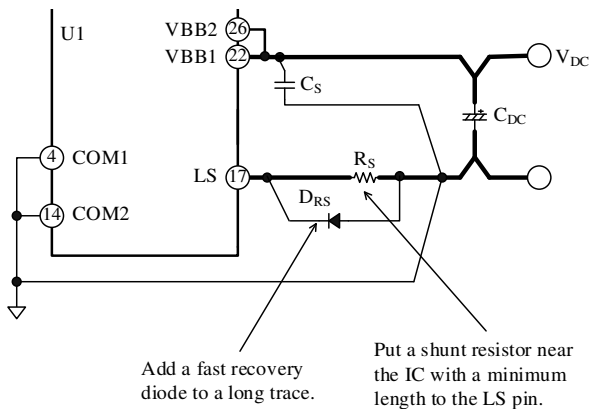 U1
VBB2
26
VBB1
22
V_DC
C_S
C_DC
4
COM1
R_S
LS
17
D_RS
14
COM2
Add a fast recovery
diode to a long trace.
Put a shunt resistor near
the IC with a minimum
length to the LS pin.